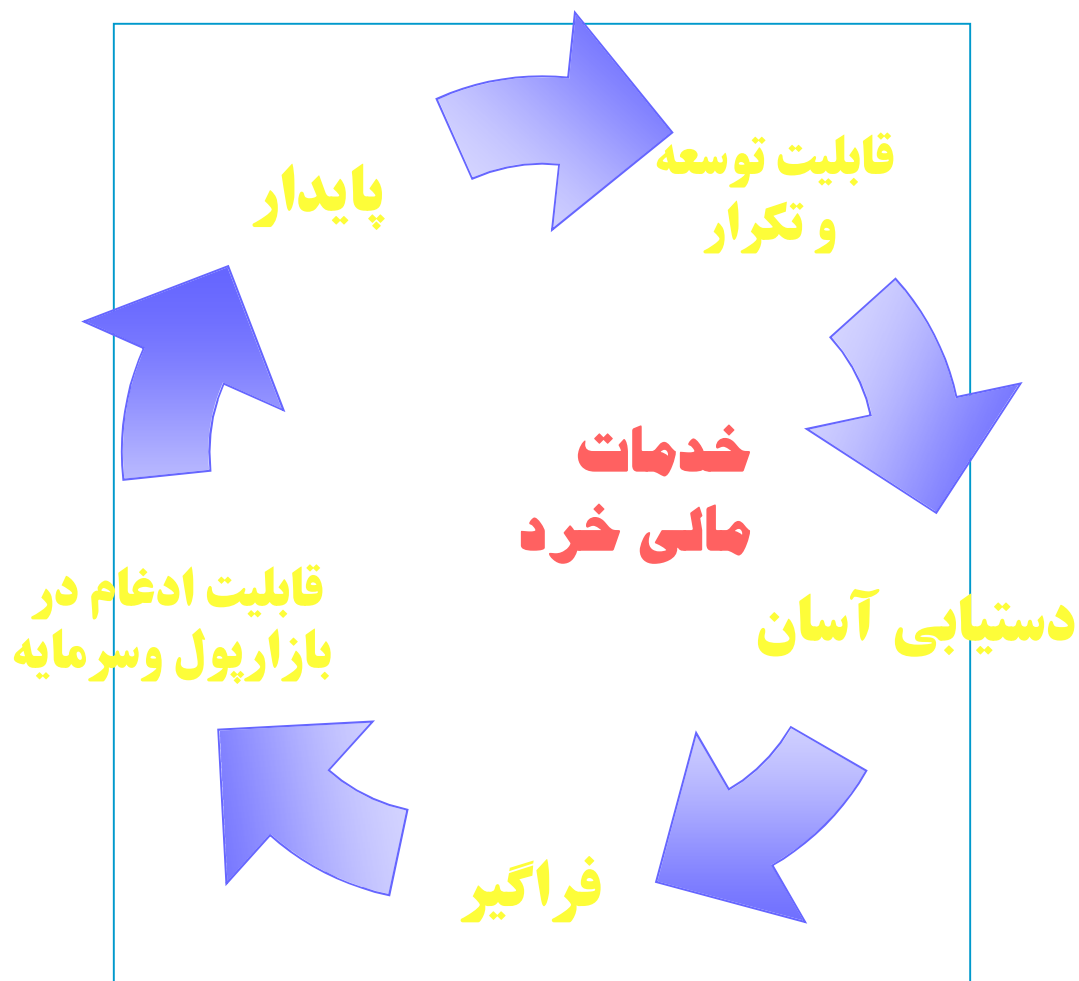 پایدار
قابلیت توسعه
و تکرار
خدمات
مالی خرد
دستیابی آسان
قابلیت ادغام در
بازارپول وسرمایه
فراگیر